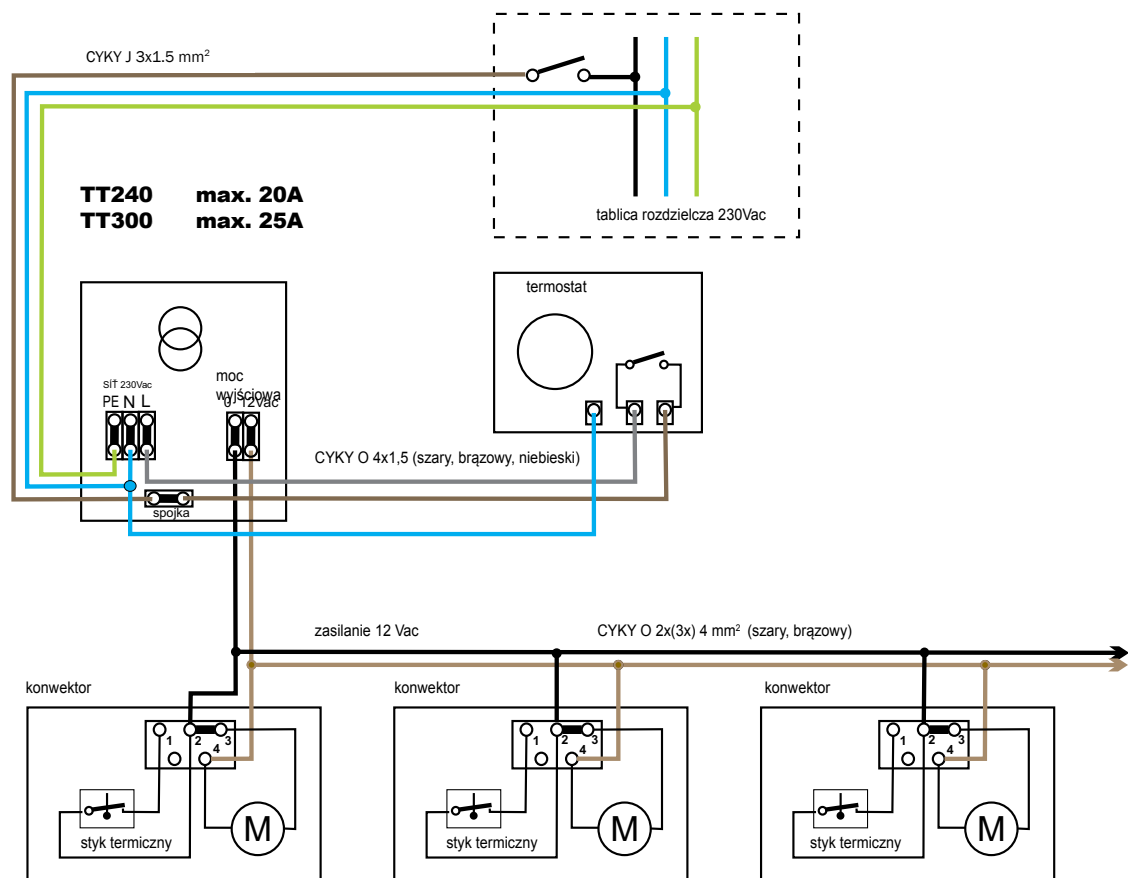 CYKY J 3x1.5 mm²
TT240 max. 20A
TT300 max. 25A
tablica rozdzielcza 230Vac
termostat
SÍŤ 230Vac
PE N L
moc
wyjściowa
0 12Vac
CYKY O 4x1,5 (szary, brązowy, niebieski)
spojka
zasilanie 12 Vac
CYKY O 2x(3x) 4 mm² (szary, brązowy)
konwektor
konwektor
konwektor
1 2 3
4
1 2 3
4
1 2 3
4
styk termiczny
M
styk termiczny
M
styk termiczny
M